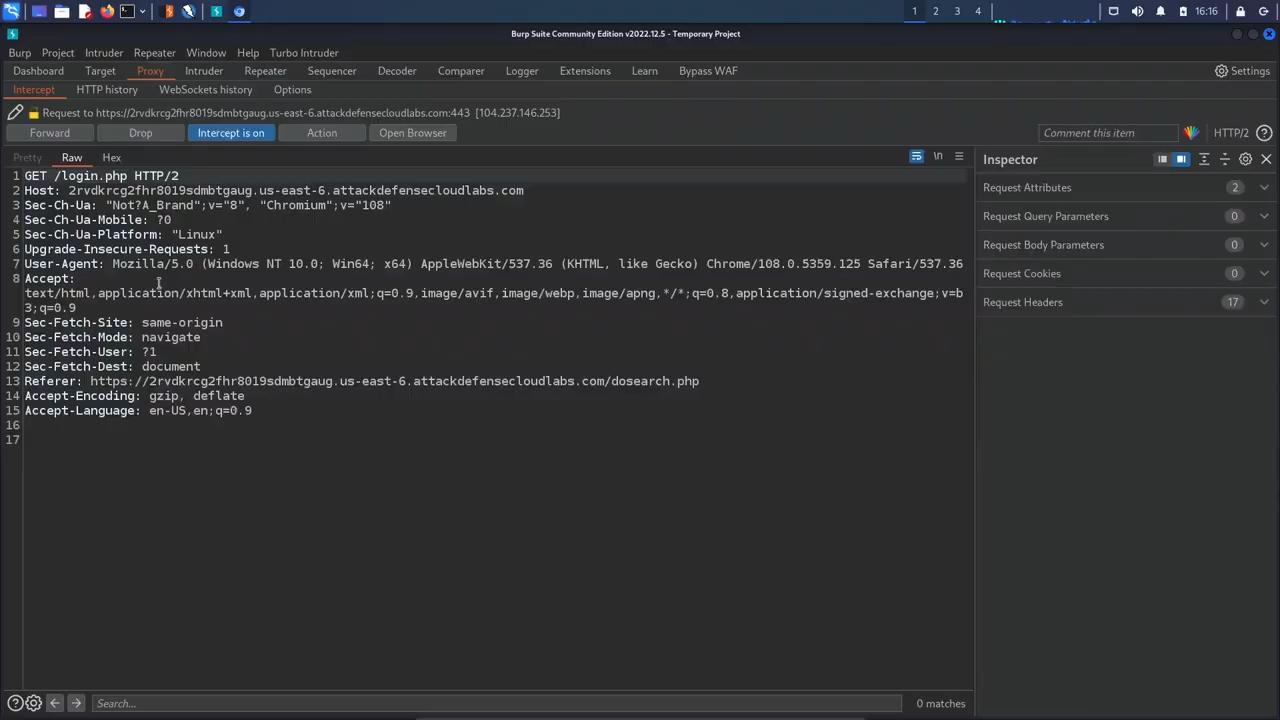 1 2 3 4 16:16
Burp Suite Community Edition v2022.12.5 - Temporary Project
Burp Project Intruder Repeater Window Help Turbo Intruder
Dashboard Target Proxy Intruder Repeater Sequencer Decoder Comparer Logger Extensions Learn Bypass WAF Settings
Intercept HTTP history WebSockets history Options
Request to https://2rvdkrcg2fhr8019sdmbtgaug.us-east-6.attackdefensecloudlabs.com:443 [104.237.146.253]
Forward Drop Intercept is on Action Open Browser Comment this item HTTP/2 ?
Pretty Raw Hex \n Inspector
1 GET /login.php HTTP/2
2 Host: 2rvdkrcg2fhr8019sdmbtgaug.us-east-6.attackdefensecloudlabs.com
3 Sec-Ch-Ua: "Not?A_Brand";v="8", "Chromium";v="108"
4 Sec-Ch-Ua-Mobile: ?0
5 Sec-Ch-Ua-Platform: "Linux"
6 Upgrade-Insecure-Requests: 1
7 User-Agent: Mozilla/5.0 (Windows NT 10.0; Win64; x64) AppleWebKit/537.36 (KHTML, like Gecko) Chrome/108.0.5359.125 Safari/537.36
8 Accept:
text/html,application/xhtml+xml,application/xml;q=0.9,image/avif,image/webp,image/apng,*/*;q=0.8,application/signed-exchange;v=b
3;q=0.9
9 Sec-Fetch-Site: same-origin
10 Sec-Fetch-Mode: navigate
11 Sec-Fetch-User: ?1
12 Sec-Fetch-Dest: document
13 Referer: https://2rvdkrcg2fhr8019sdmbtgaug.us-east-6.attackdefensecloudlabs.com/dosearch.php
14 Accept-Encoding: gzip, deflate
15 Accept-Language: en-US,en;q=0.9
16
17
Request Attributes 2
Request Query Parameters 0
Request Body Parameters 0
Request Cookies 0
Request Headers 17
? Search... 0 matches